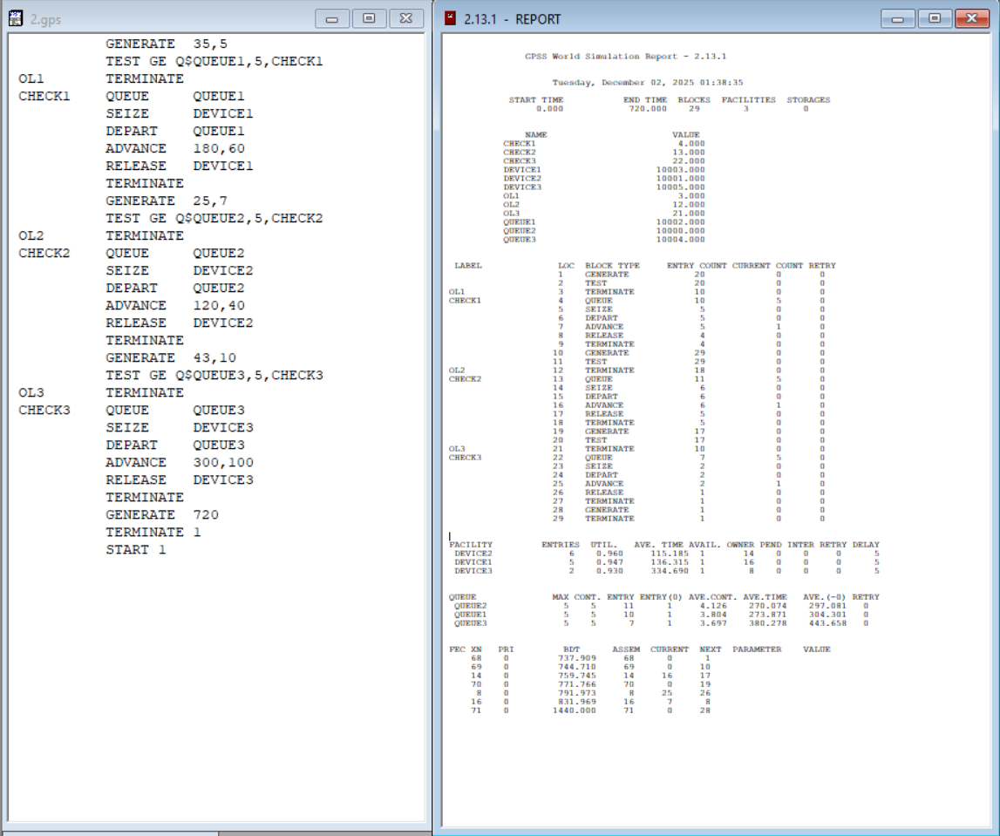 2.gps
GENERATE 35,5
TEST GE Q$QUEUE1,5,CHECK1
OL1 TERMINATE
CHECK1 QUEUE QUEUE1
SEIZE DEVICE1
DEPART QUEUE1
ADVANCE 180,60
RELEASE DEVICE1
TERMINATE
GENERATE 25,7
TEST GE Q$QUEUE2,5,CHECK2
OL2 TERMINATE
CHECK2 QUEUE QUEUE2
SEIZE DEVICE2
DEPART QUEUE2
ADVANCE 120,40
RELEASE DEVICE2
TERMINATE
GENERATE 43,10
TEST GE Q$QUEUE3,5,CHECK3
OL3 TERMINATE
CHECK3 QUEUE QUEUE3
SEIZE DEVICE3
DEPART QUEUE3
ADVANCE 300,100
RELEASE DEVICE3
TERMINATE
GENERATE 720
TERMINATE 1
START 1
2.13.1 - REPORT
GPSS World Simulation Report - 2.13.1
Tuesday, December 02, 2025 01:38:35
START TIME END TIME BLOCKS FACILITIES STORAGES
0.000 720.000 29 3 0
NAME VALUE
CHECK1 4.000
CHECK2 13.000
CHECK3 22.000
DEVICE1 10003.000
DEVICE2 10001.000
DEVICE3 10005.000
OL1 3.000
OL2 12.000
OL3 21.000
QUEUE1 10002.000
QUEUE2 10000.000
QUEUE3 10004.000
LABEL LOC BLOCK TYPE ENTRY COUNT CURRENT COUNT RETRY
1 GENERATE 20 0 0
2 TEST 20 0 0
OL1 3 TERMINATE 10 0 0
CHECK1 4 QUEUE 10 5 0
5 SEIZE 5 0 0
6 DEPART 5 0 0
7 ADVANCE 5 1 0
8 RELEASE 4 0 0
9 TERMINATE 4 0 0
10 GENERATE 29 0 0
11 TEST 29 0 0
OL2 12 TERMINATE 18 0 0
CHECK2 13 QUEUE 11 5 0
14 SEIZE 6 0 0
15 DEPART 6 0 0
16 ADVANCE 6 1 0
17 RELEASE 5 0 0
18 TERMINATE 5 0 0
19 GENERATE 17 0 0
20 TEST 17 0 0
OL3 21 TERMINATE 10 0 0
CHECK3 22 QUEUE 7 5 0
23 SEIZE 2 0 0
24 DEPART 2 0 0
25 ADVANCE 2 1 0
26 RELEASE 1 0 0
27 TERMINATE 1 0 0
28 GENERATE 1 0 0
29 TERMINATE 1 0 0
FACILITY ENTRIES UTIL. AVE. TIME AVAIL. OWNER PEND INTER RETRY DELAY
DEVICE2 6 0.960 115.185 1 14 0 0 0 5
DEVICE1 5 0.947 136.315 1 16 0 0 0 5
DEVICE3 2 0.930 334.690 1 8 0 0 0 5
QUEUE MAX CONT. ENTRY ENTRY(0) AVE.CONT. AVE.TIME AVE.(-0) RETRY
QUEUE2 5 5 11 1 4.126 270.074 297.081 0
QUEUE1 5 5 10 1 3.804 273.871 304.301 0
QUEUE3 5 5 7 1 3.697 380.278 443.658 0
FEC XN PRI BDT ASSEM CURRENT NEXT PARAMETER VALUE
68 0 737.909 68 0 1
69 0 744.710 69 0 10
14 0 759.745 14 16 17
70 0 771.766 70 0 19
8 0 791.973 8 25 26
16 0 831.969 16 7 8
71 0 1440.000 71 0 28